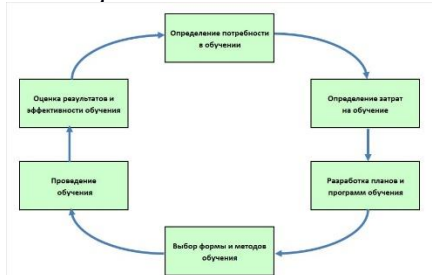 Определение потребности
в обучении
Определение затрат
на обучение
Разработка планов и
программ обучения
Выбор формы и методов
обучения
Проведение
обучения
Оценка результатов и
эффективности обучения